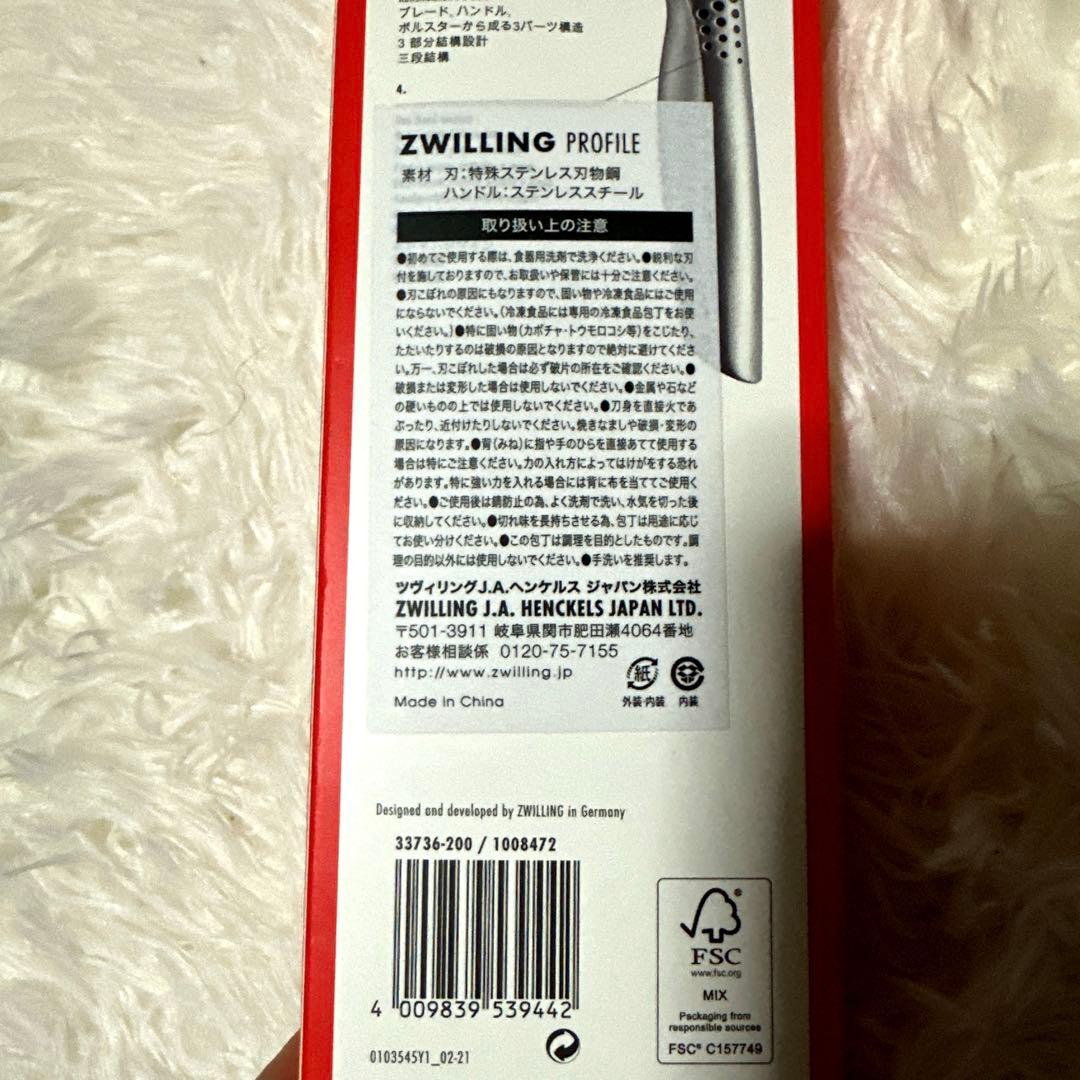 ブレード、ハンドル、
ボルスターから成る3パーツ構造
3 部分結構設計
三段結構
4.
ZWILLING PROFILE
素材 刃：特殊ステンレス刃物鋼
ハンドル：ステンレススチール
取り扱い上の注意
●初めてご使用する際は、食器用洗剤で洗浄ください。●鋭利な刃
付を施しておりますので、お取扱いや保管には十分ご注意ください。
●刃こぼれの原因にもなりますので、固い物や冷凍食品にはご使用
にならないでください。（冷凍食品には専用の冷凍食品包丁をお使
いください。）●特に固い物（カボチャ・トウモロコシ等）をこじたり、
たたいたりするのは破損の原因となりますので絶対に避けてくださ
い。万一、刃こぼれした場合は必ず破片の所在をご確認ください。●
破損または変形した場合は使用しないでください。●金属や石など
の硬いものの上では使用しないでください。●刀身を直接火であ
ぶったり、近付けたりしないでください。焼きなましや破損・変形の
原因になります。●背（みね）に指や手のひらを直接あてて使用する
場合は特にご注意ください。力の入れ方によってはけがをする恐れ
があります。特に強い力を入れる場合には背に布を当ててご使用く
ださい。●ご使用後は錆防止の為、よく洗剤で洗い、水気を切った後
に収納してください。●切れ味を長持ちさせる為、包丁は用途に応じ
てお使い分けください。●この包丁は調理を目的としたものです。調
理の目的以外には使用しないでください。●手洗いを推奨します。
ツヴィリングJ.A.ヘンケルス ジャパン株式会社
ZWILLING J.A. HENCKELS JAPAN LTD.
〒501-3911 岐阜県関市肥田瀬4064番地
お客様相談係 0120-75-7155
http://www.zwilling.jp
紙
外装・内装 内装
Made in China
Designed and developed by ZWILLING in Germany
33736-200 / 1008472
4 009839 539442
0103545Y1_02-21
FSC
www.fsc.org
MIX
Packaging from
responsible sources
FSC® C157749